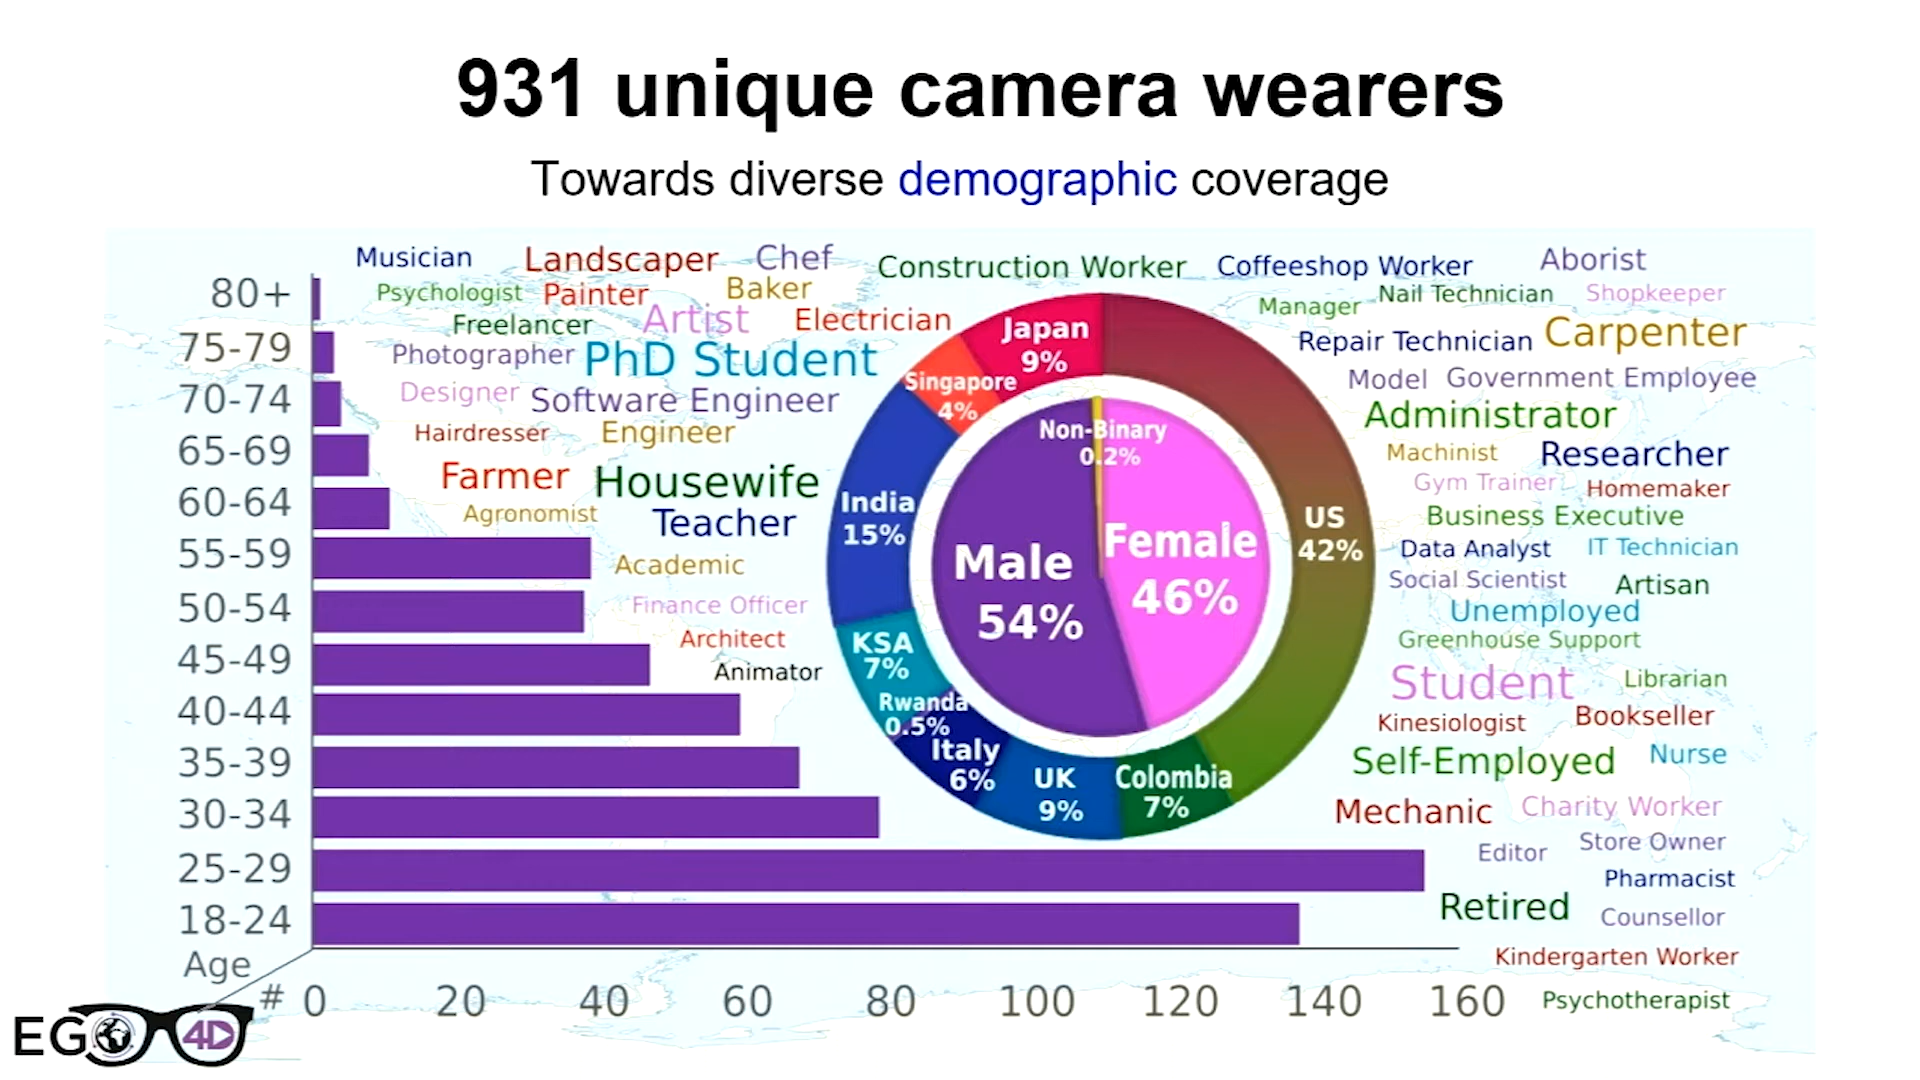 931 unique camera wearers
Towards diverse demographic coverage
Musician
Landscaper
Chef
Construction Worker
Coffeeshop Worker
Aborist
Psychologist
Painter
Baker
Manager
Nail Technician
Shopkeeper
Freelancer
Artist
Electrician
Repair Technician
Carpenter
Photographer
PhD Student
Model
Government Employee
Designer
Software Engineer
Administrator
Hairdresser
Engineer
Machinist
Researcher
Farmer
Housewife
Gym Trainer
Homemaker
Agronomist
Teacher
Business Executive
Academic
Data Analyst
IT Technician
Finance Officer
Social Scientist
Artisan
Architect
Unemployed
Animator
Greenhouse Support
Student
Librarian
Kinesiologist
Bookseller
Self-Employed
Nurse
Mechanic
Charity Worker
Editor
Store Owner
Pharmacist
Retired
Counsellor
Kindergarten Worker
Psychotherapist
Japan
9%
Singapore
4%
India
15%
KSA
7%
Rwanda
0.5%
Italy
6%
UK
9%
Colombia
7%
US
42%
Non-Binary
0.2%
Male
54%
Female
46%
80+
75-79
70-74
65-69
60-64
55-59
50-54
45-49
40-44
35-39
30-34
25-29
18-24
Age
# 0 20 40 60 80 100 120 140 160
EGO 4D